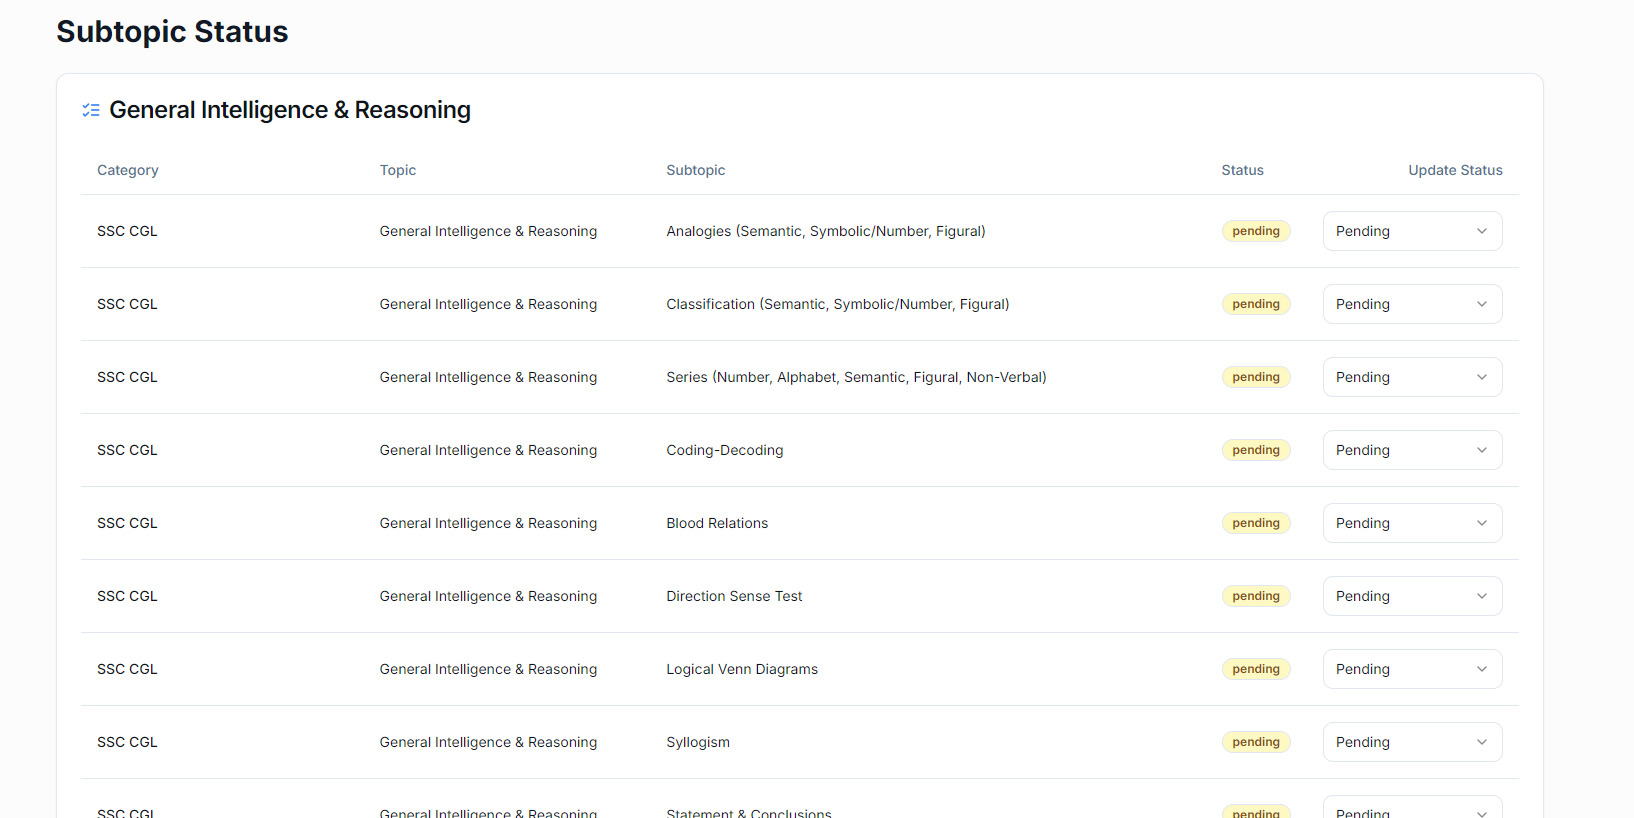 Subtopic Status
General Intelligence & Reasoning
Category Topic Subtopic Status Update Status
SSC CGL General Intelligence & Reasoning Analogies (Semantic, Symbolic/Number, Figural) pending Pending
SSC CGL General Intelligence & Reasoning Classification (Semantic, Symbolic/Number, Figural) pending Pending
SSC CGL General Intelligence & Reasoning Series (Number, Alphabet, Semantic, Figural, Non-Verbal) pending Pending
SSC CGL General Intelligence & Reasoning Coding-Decoding pending Pending
SSC CGL General Intelligence & Reasoning Blood Relations pending Pending
SSC CGL General Intelligence & Reasoning Direction Sense Test pending Pending
SSC CGL General Intelligence & Reasoning Logical Venn Diagrams pending Pending
SSC CGL General Intelligence & Reasoning Syllogism pending Pending
SSC CGL General Intelligence & Reasoning Statement & Conclusions pending Pending